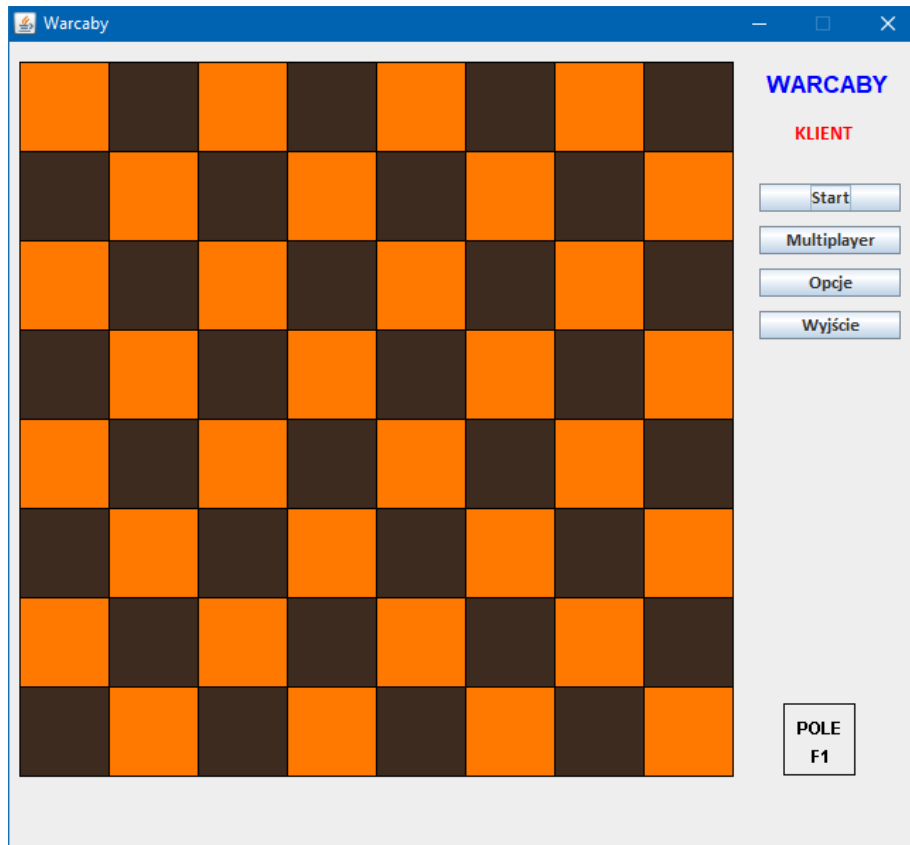 Warcaby
WARCABY
KLIENT
Start
Multiplayer
Opcje
Wyjście
POLE
F1